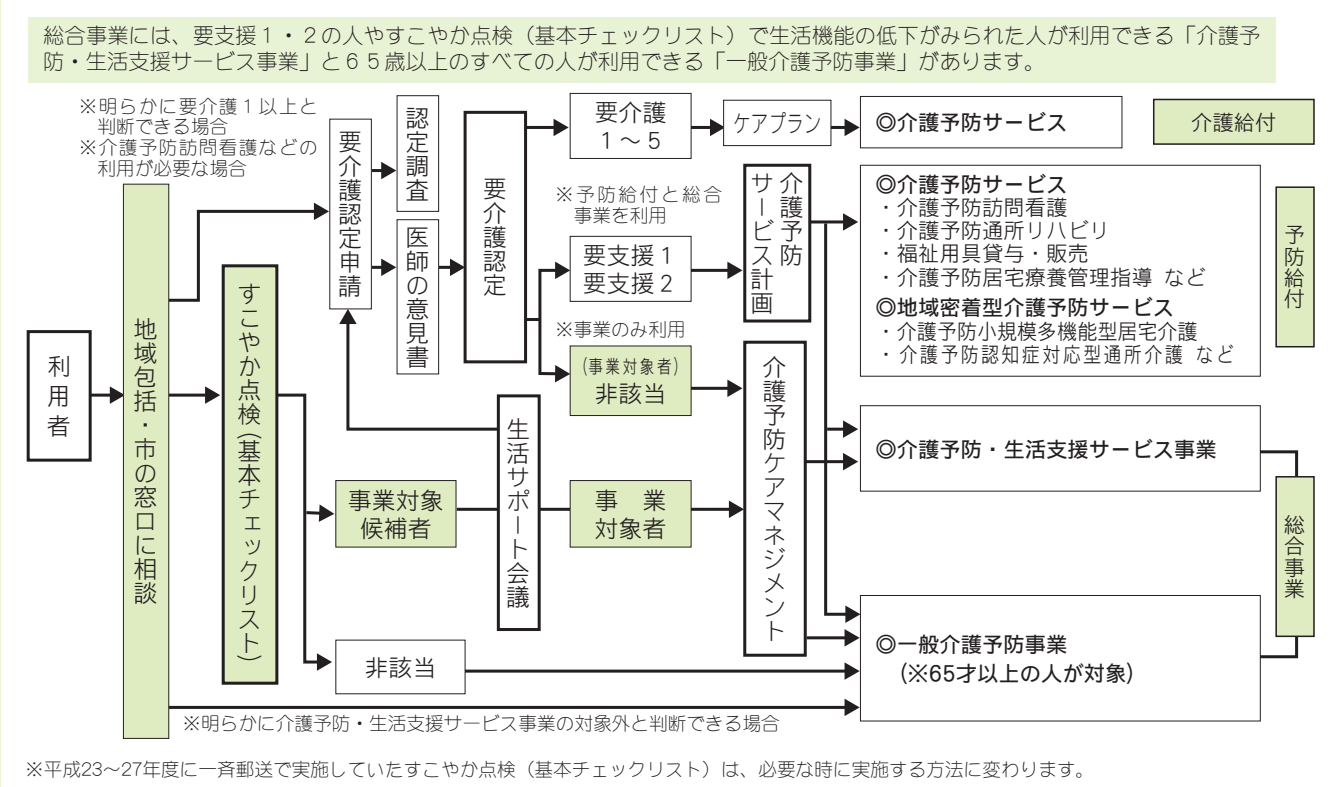 総合事業には、要支援１・２の人やすこやか点検（基本チェックリスト）で生活機能の低下がみられた人が利用できる「介護予
防・生活支援サービス事業」と６５歳以上のすべての人が利用できる「一般介護予防事業」があります。
※明らかに要介護１以上と
判断できる場合
※介護予防訪問看護などの
利用が必要な場合
利用者
地域包括・市の窓口に相談
すこやか点検（基本チェックリスト）
要介護認定申請
認定調査
医師の意見書
要介護認定
要介護
1～5
ケアプラン
◎介護予防サービス
介護給付
※予防給付と総合
事業を利用
要支援1
要支援2
介護予防
サービス計画
◎介護予防サービス
・介護予防訪問看護
・介護予防通所リハビリ
・福祉用具貸与・販売
・介護予防居宅療養管理指導 など
◎地域密着型介護予防サービス
・介護予防小規模多機能型居宅介護
・介護予防認知症対応型通所介護 など
予防給付
※事業のみ利用
（事業対象者）
非該当
事業対象
候補者
生活サポート会議
事　業
対象者
介護予防ケアマネジメント
◎介護予防・生活支援サービス事業
総合事業
非該当
◎一般介護予防事業
（※65才以上の人が対象）
※明らかに介護予防・生活支援サービス事業の対象外と判断できる場合
※平成23～27年度に一斉郵送で実施していたすこやか点検（基本チェックリスト）は、必要な時に実施する方法に変わります。